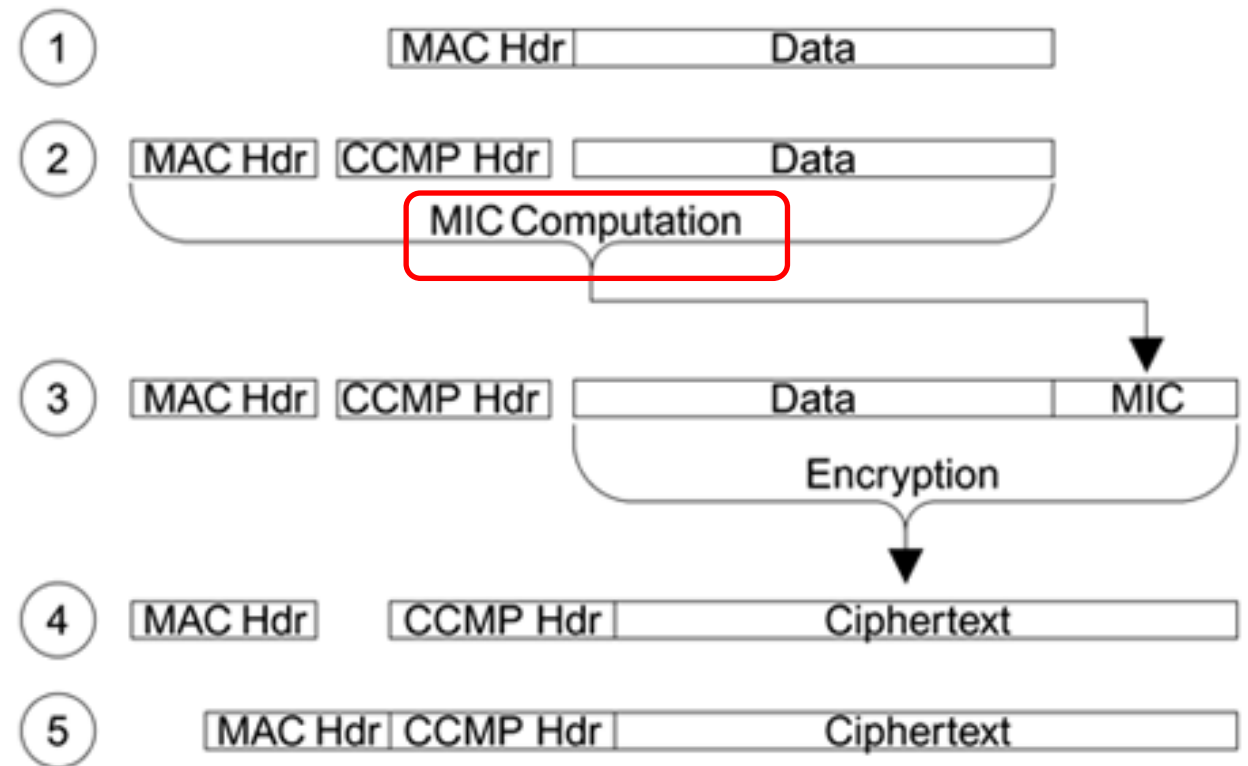 1 MAC Hdr Data
2 MAC Hdr CCMP Hdr Data
MIC Computation
3 MAC Hdr CCMP Hdr Data MIC
Encryption
4 MAC Hdr CCMP Hdr Ciphertext
5 MAC Hdr CCMP Hdr Ciphertext